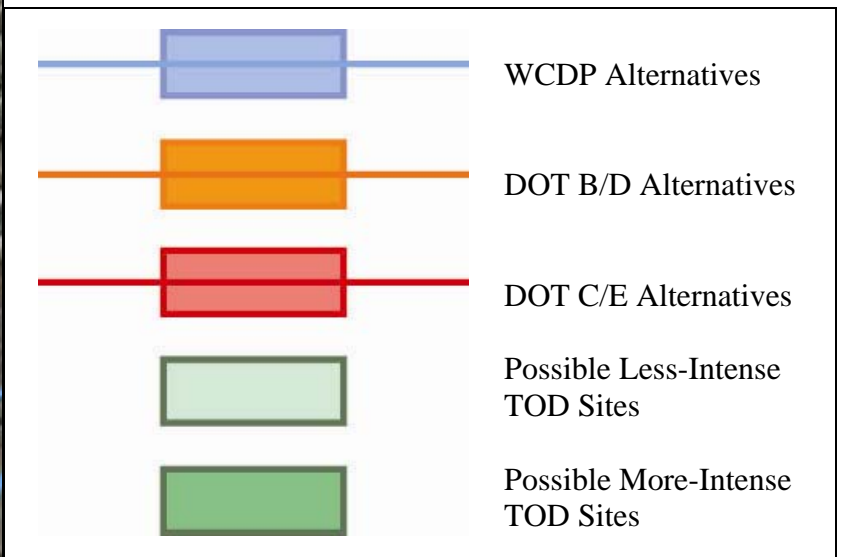 WCDP Alternatives
DOT B/D Alternatives
DOT C/E Alternatives
Possible Less-Intense
TOD Sites
Possible More-Intense
TOD Sites